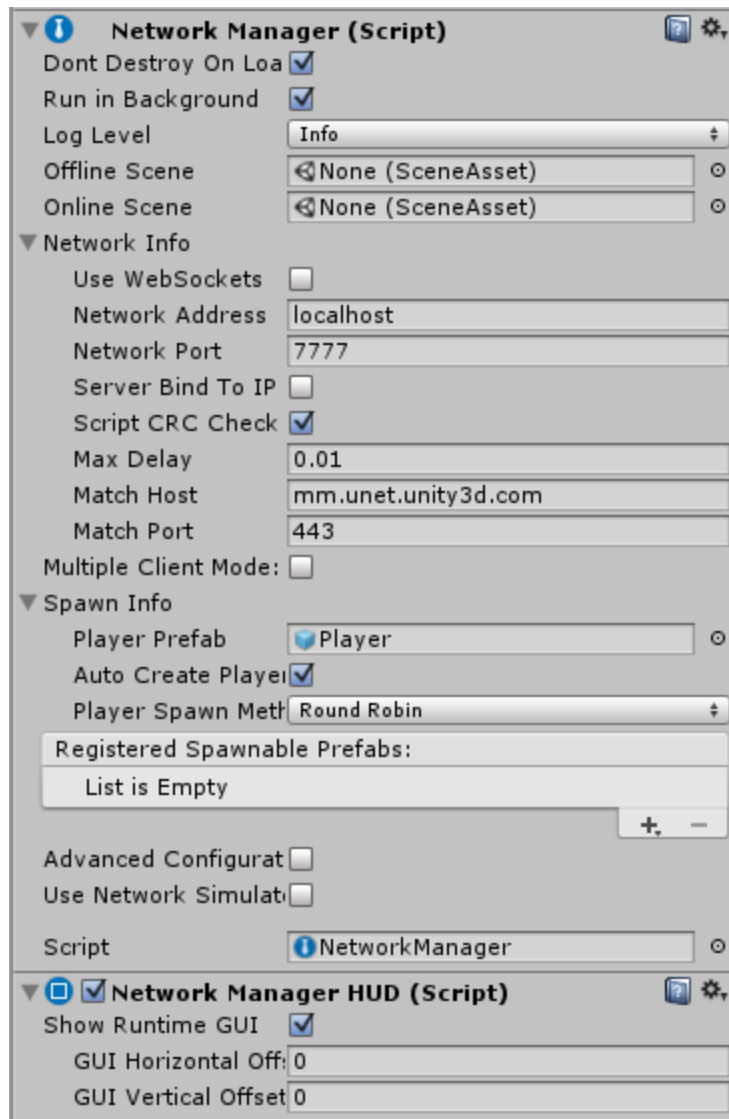 Network Manager (Script)
Dont Destroy On Loa
Run in Background
Log Level Info
Offline Scene None (SceneAsset)
Online Scene None (SceneAsset)
Network Info
Use WebSockets
Network Address localhost
Network Port 7777
Server Bind To IP
Script CRC Check
Max Delay 0.01
Match Host mm.unet.unity3d.com
Match Port 443
Multiple Client Mode:
Spawn Info
Player Prefab Player
Auto Create Player
Player Spawn Meth Round Robin
Registered Spawnable Prefabs:
List is Empty
Advanced Configurat
Use Network Simulat
Script NetworkManager
Network Manager HUD (Script)
Show Runtime GUI
GUI Horizontal Off 0
GUI Vertical Offset 0